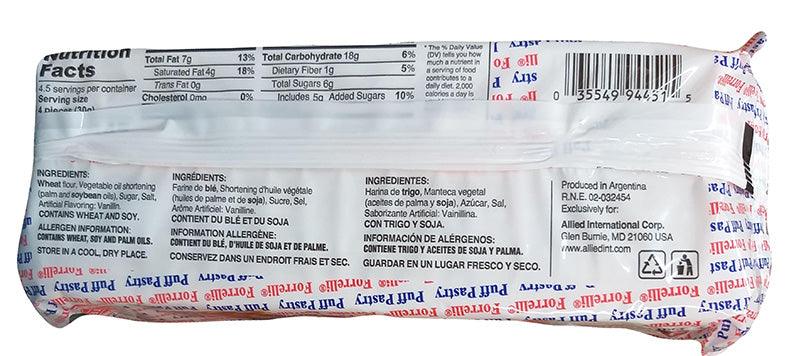 Nutrition
Facts
4.5 servings per container
Serving size
4 pieces (30g)
Total Fat 7g 13%
Saturated Fat 4g 18%
Trans Fat 0g
Cholesterol 0mg 0%
Total Carbohydrate 18g 6%
Dietary Fiber 1g 5%
Total Sugars 6g
Includes 5g Added Sugars 10%
* The % Daily Value
(DV) tells you how
much a nutrient in
a serving of food
contributes to a
daily diet. 2,000
calories a day is
0 35549 94431 5
INGREDIENTS:
Wheat flour, Vegetable oil shortening
(palm and soybean oils), Sugar, Salt,
Artificial Flavoring: Vanillin.
CONTAINS WHEAT AND SOY.
ALLERGEN INFORMATION:
CONTAINS WHEAT, SOY AND PALM OILS.
STORE IN A COOL, DRY PLACE.
INGRÉDIENTS:
Farine de blé, Shortening d'huile végétale
(huiles de palme et de soja), Sucre, Sel,
Arôme Artificiel: Vanilline.
CONTIENT DU BLÉ ET DU SOJA
INFORMATION ALLERGÈNE:
CONTIENT DU BLÉ, D'HUILE DE SOJA ET DE PALME.
CONSERVEZ DANS UN ENDROIT FRAIS ET SEC.
INGREDIENTES:
Harina de trigo, Manteca vegetal
(aceites de palma y soja), Azúcar, Sal,
Saborizante Artificial: Vainillina.
CON TRIGO Y SOJA.
INFORMACIÓN DE ALÉRGENOS:
CONTIENE TRIGO Y ACEITES DE SOJA Y PALMA.
GUARDAR EN UN LUGAR FRESCO Y SECO.
Produced in Argentina
R.N.E. 02-032454
Exclusively for:
Allied International Corp.
Glen Burnie, MD 21060 USA
www.alliedint.com
Puff Pastry Forrelli® Forrelli® Puff Pastry Puff Pastry Forrelli® Forrelli® Puff Pastry